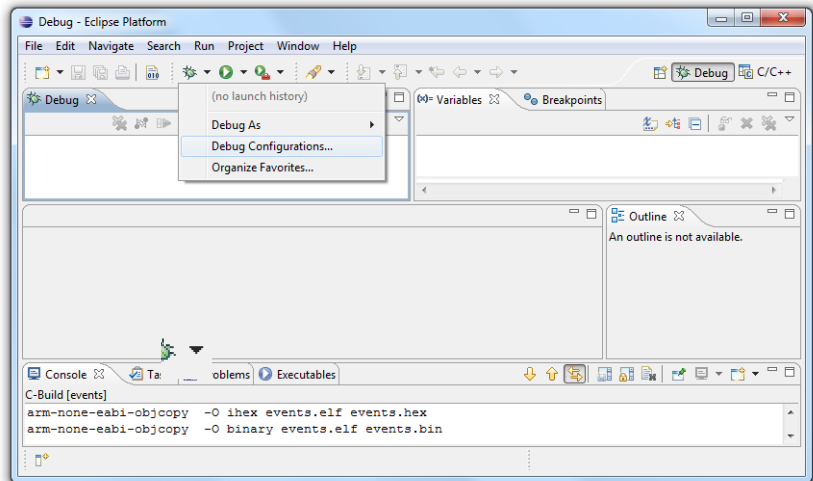 Debug - Eclipse Platform
File Edit Navigate Search Run Project Window Help
010
Debug C/C++
Debug
(no launch history)
Debug As
Debug Configurations...
Organize Favorites...
(x)= Variables
Breakpoints
Outline
An outline is not available.
Console
Executables
C-Build [events]
arm-none-eabi-objcopy -O ihex events.elf events.hex
arm-none-eabi-objcopy -O binary events.elf events.bin